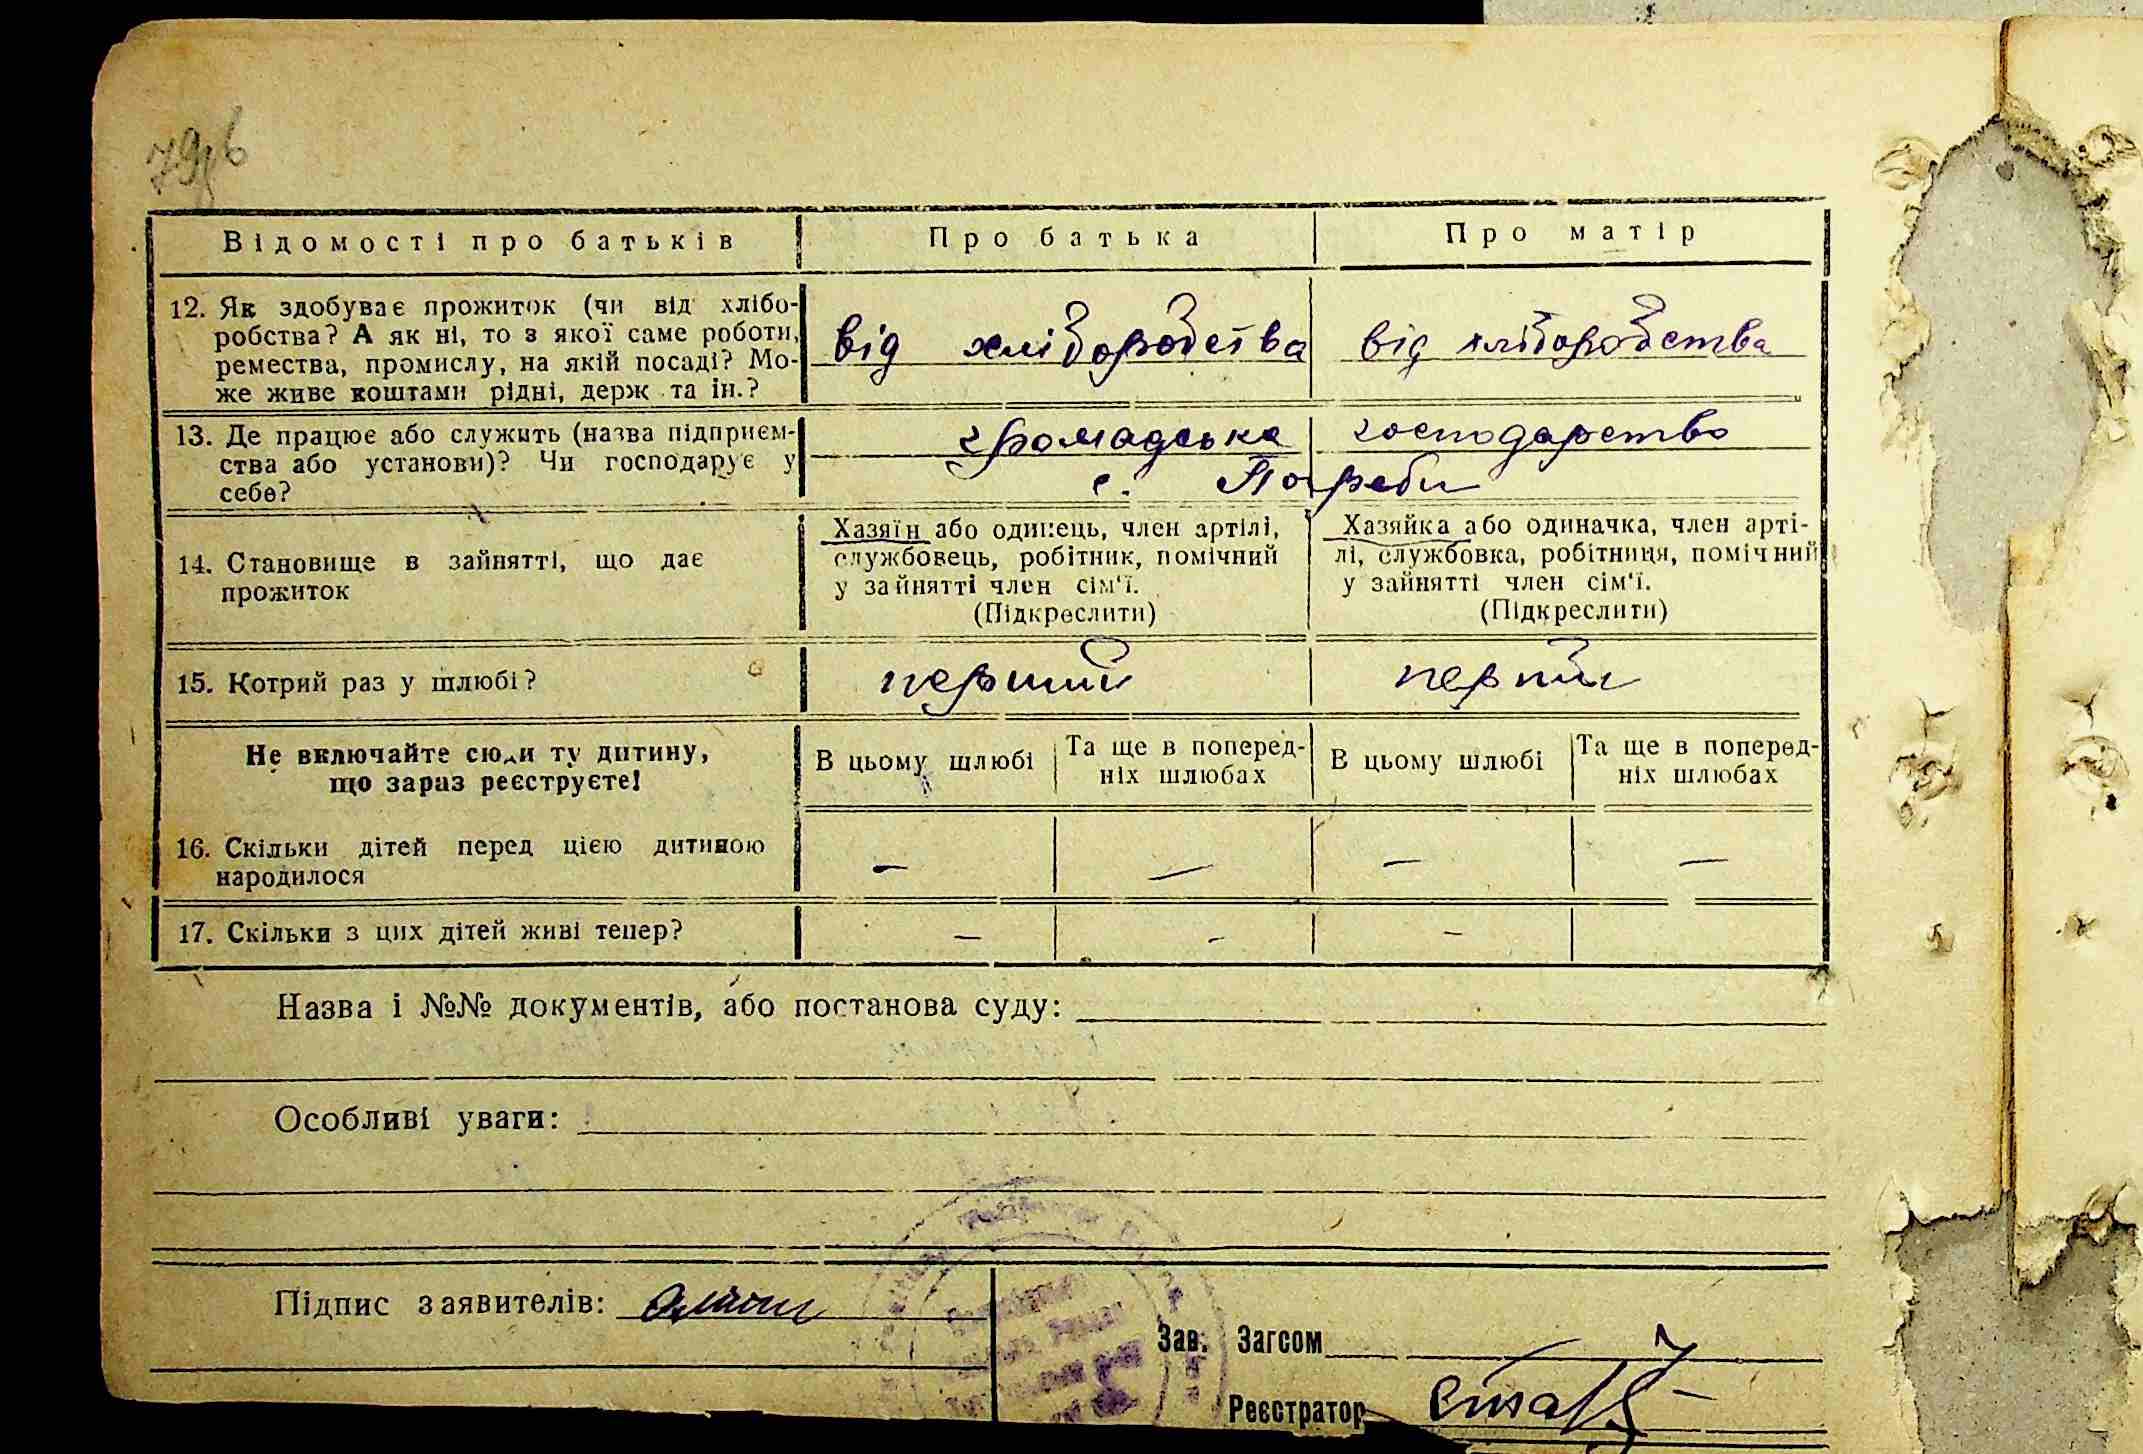 Відомості про батьків Про батька Про матір
12. Як здобуває прожиток (чи від хлібо-
робства? А як ні, то з якої саме роботи,
ремества, промислу, на якій посаді? Мо-
же живе коштами рідні, держ та ін.?
від хліборобства від хліборобства
13. Де працює або служить (назва підприєм-
ства або установи)? Чи господарує у
себе?
громадське господарство
с. Погреби
14. Становище в зайнятті, що дає
прожиток
Хазяїн або одинець, член артілі,
службовець, робітник, помічний
у зайнятті член сім'ї.
(Підкреслити)
Хазяйка або одиначка, член арті-
лі, службовка, робітниця, помічний
у зайнятті член сім'ї.
(Підкреслити)
15. Котрий раз у шлюбі? перший перший
Не включайте сюди ту дитину,
що зараз реєструєте!
В цьому шлюбі
Та ще в поперед-
ніх шлюбах
В цьому шлюбі
Та ще в поперед-
ніх шлюбах
16. Скільки дітей перед цією дитиною
народилося
— — — —
17. Скільки з цих дітей живі тепер? — - -
Назва і №№ документів, або постанова суду:
Особливі уваги:
Підпис заявителів:
Зав. Загсом
Реєстратор